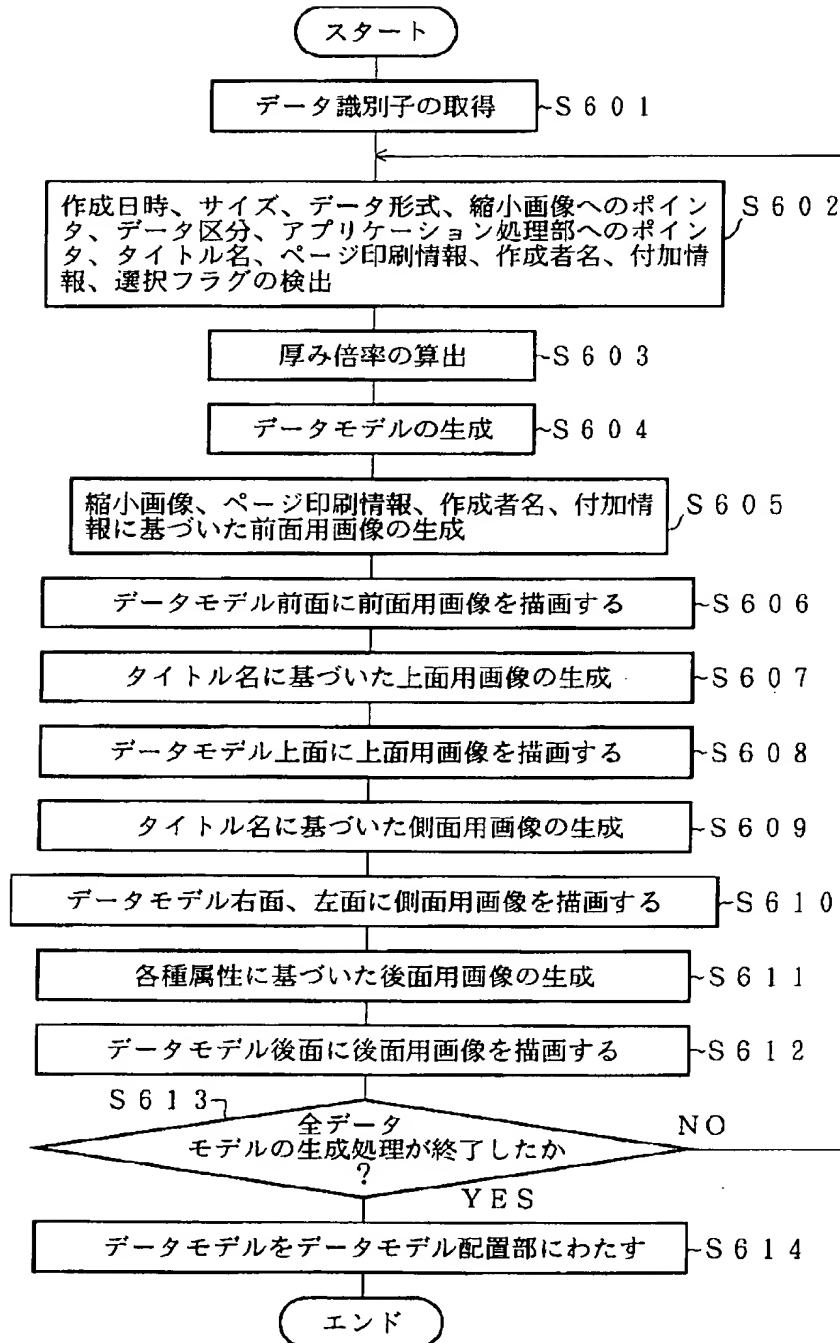 スタート
データ識別子の取得 ~S601
作成日時、サイズ、データ形式、縮小画像へのポイン
タ、データ区分、アプリケーション処理部へのポイン
タ、タイトル名、ページ印刷情報、作成者名、付加情
報、選択フラグの検出
S602
厚み倍率の算出 ~S603
データモデルの生成 ~S604
縮小画像、ページ印刷情報、作成者名、付加情
報に基づいた前面用画像の生成
S605
データモデル前面に前面用画像を描画する ~S606
タイトル名に基づいた上面用画像の生成 ~S607
データモデル上面に上面用画像を描画する ~S608
タイトル名に基づいた側面用画像の生成 ~S609
データモデル右面、左面に側面用画像を描画する ~S610
各種属性に基づいた後面用画像の生成 ~S611
データモデル後面に後面用画像を描画する ~S612
S613
全データ
モデルの生成処理が終了したか
?
NO
YES
データモデルをデータモデル配置部にわたす ~S614
エンド